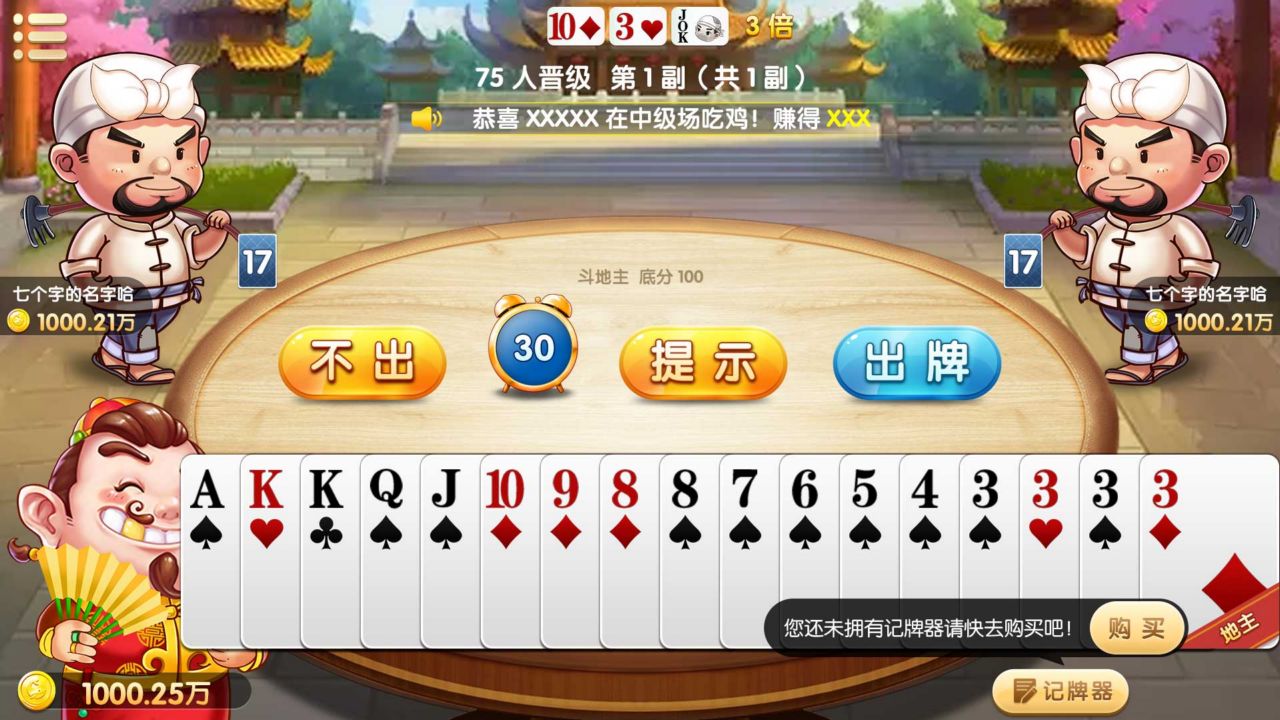 10 3 JOK 3 倍
75 人晋级 第1副（共1副）
恭喜 XXXXX 在中级场吃鸡！赚得 XXX
17
17
七个字的名字哈
1000.21万
七个字的名字哈
1000.21万
斗地主 底分 100
不出
30
提示
出牌
A K K Q J 10 9 8 8 7 6 5 4 3 3 3 3
您还未拥有记牌器请快去购买吧！
购买
地主
1000.25万
记牌器